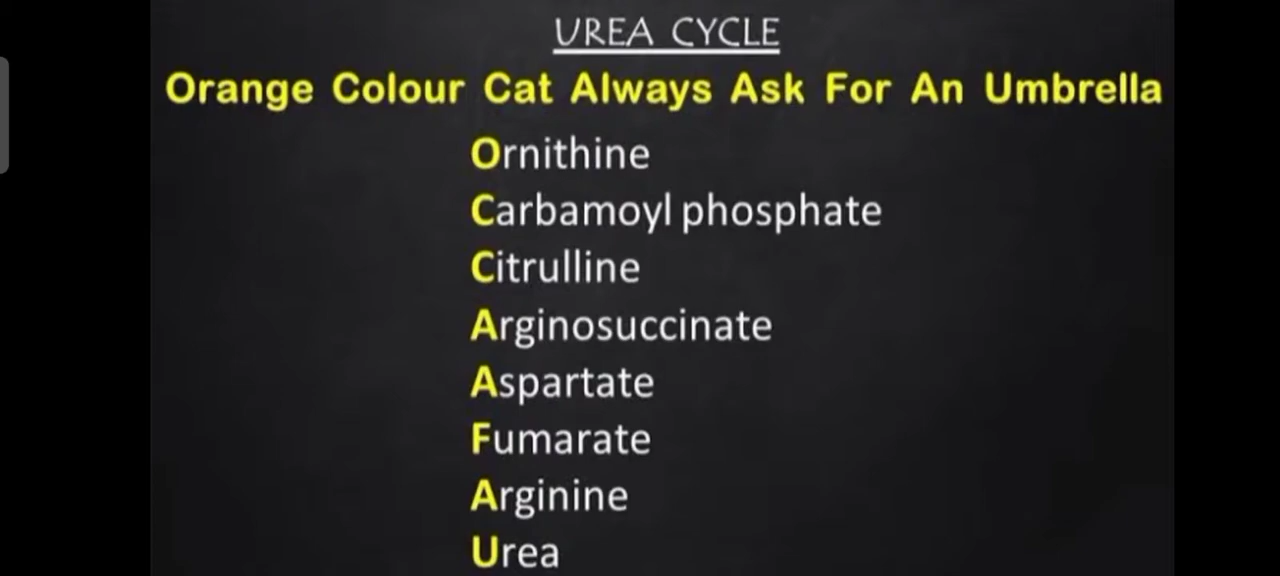 UREA CYCLE
Orange Colour Cat Always Ask For An Umbrella
Ornithine
Carbamoyl phosphate
Citrulline
Arginosuccinate
Aspartate
Fumarate
Arginine
Urea